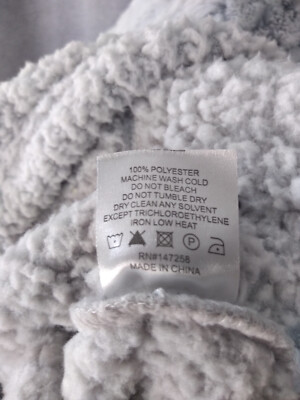 100% POLYESTER
MACHINE WASH COLD
DO NOT BLEACH
DO NOT TUMBLE DRY
DRY CLEAN ANY SOLVENT
EXCEPT TRICHLOROETHYLENE
IRON LOW HEAT
P
RN#147258
MADE IN CHINA